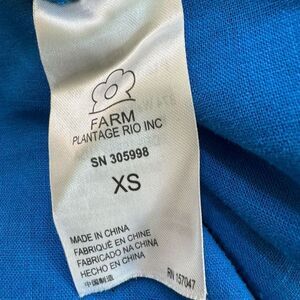 FARM
PLANTAGE RIO INC
SN 305998
XS
MADE IN CHINA
FABRIQUÉ EN CHINE
FABRICADO NA CHINA
HECHO EN CHINA
中国制造
RN 157047